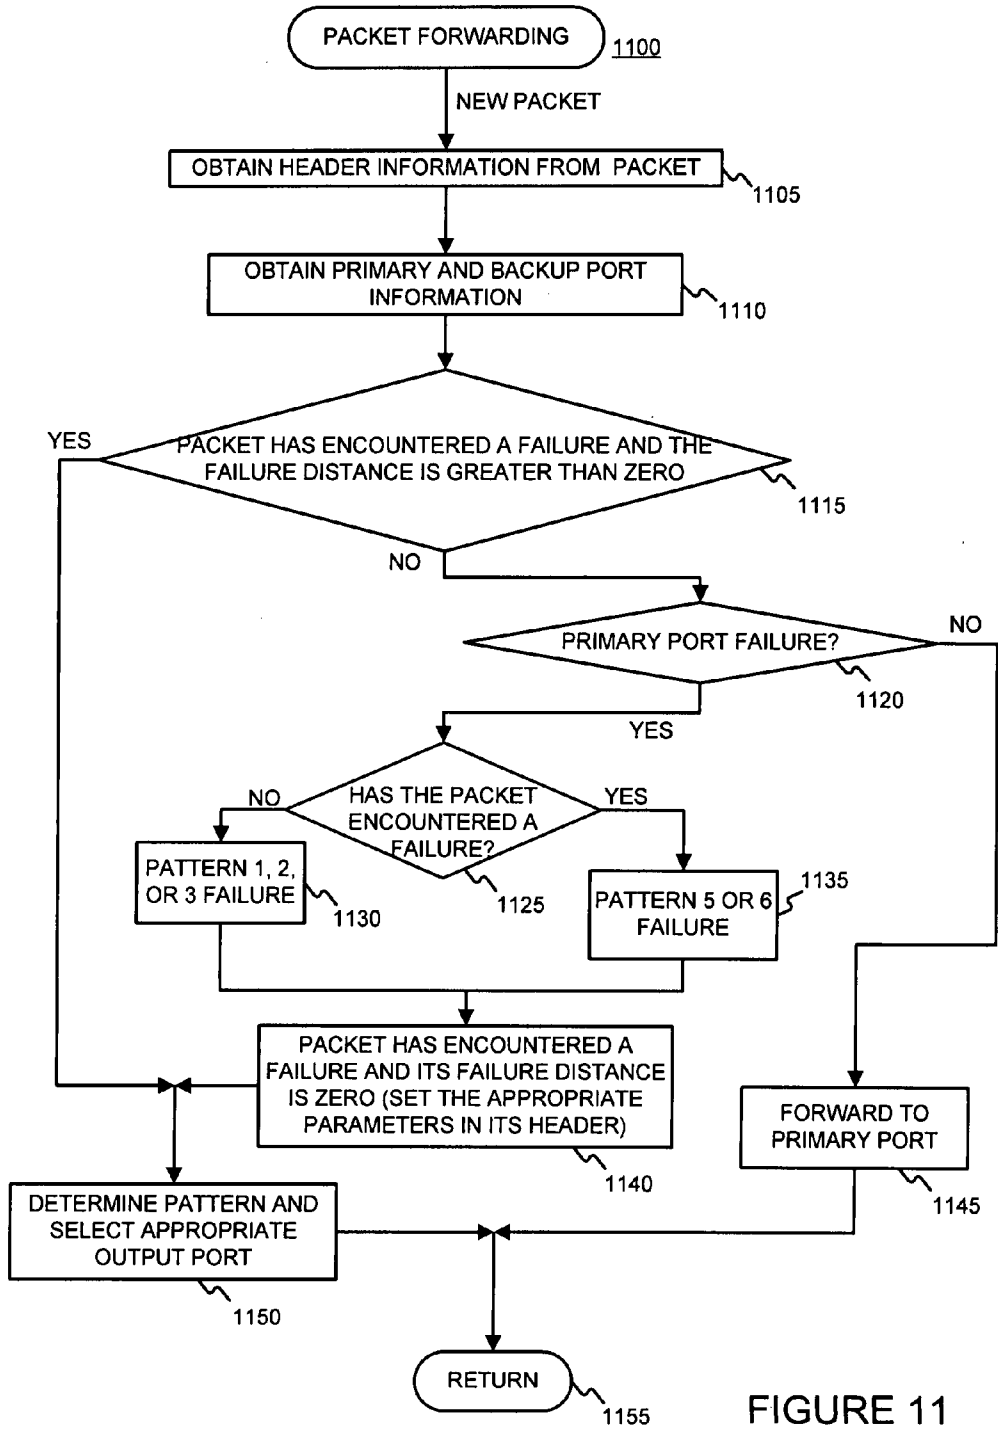 PACKET FORWARDING
1100
NEW PACKET
OBTAIN HEADER INFORMATION FROM PACKET
1105
OBTAIN PRIMARY AND BACKUP PORT
INFORMATION
1110
YES
PACKET HAS ENCOUNTERED A FAILURE AND THE
FAILURE DISTANCE IS GREATER THAN ZERO
1115
NO
PRIMARY PORT FAILURE?
NO
1120
YES
NO
HAS THE PACKET
ENCOUNTERED A
FAILURE?
YES
1125
PATTERN 1, 2,
OR 3 FAILURE
1130
1135
PATTERN 5 OR 6
FAILURE
PACKET HAS ENCOUNTERED A
FAILURE AND ITS FAILURE DISTANCE
IS ZERO (SET THE APPROPRIATE
PARAMETERS IN ITS HEADER)
1140
FORWARD TO
PRIMARY PORT
1145
DETERMINE PATTERN AND
SELECT APPROPRIATE
OUTPUT PORT
1150
RETURN
1155
FIGURE 11